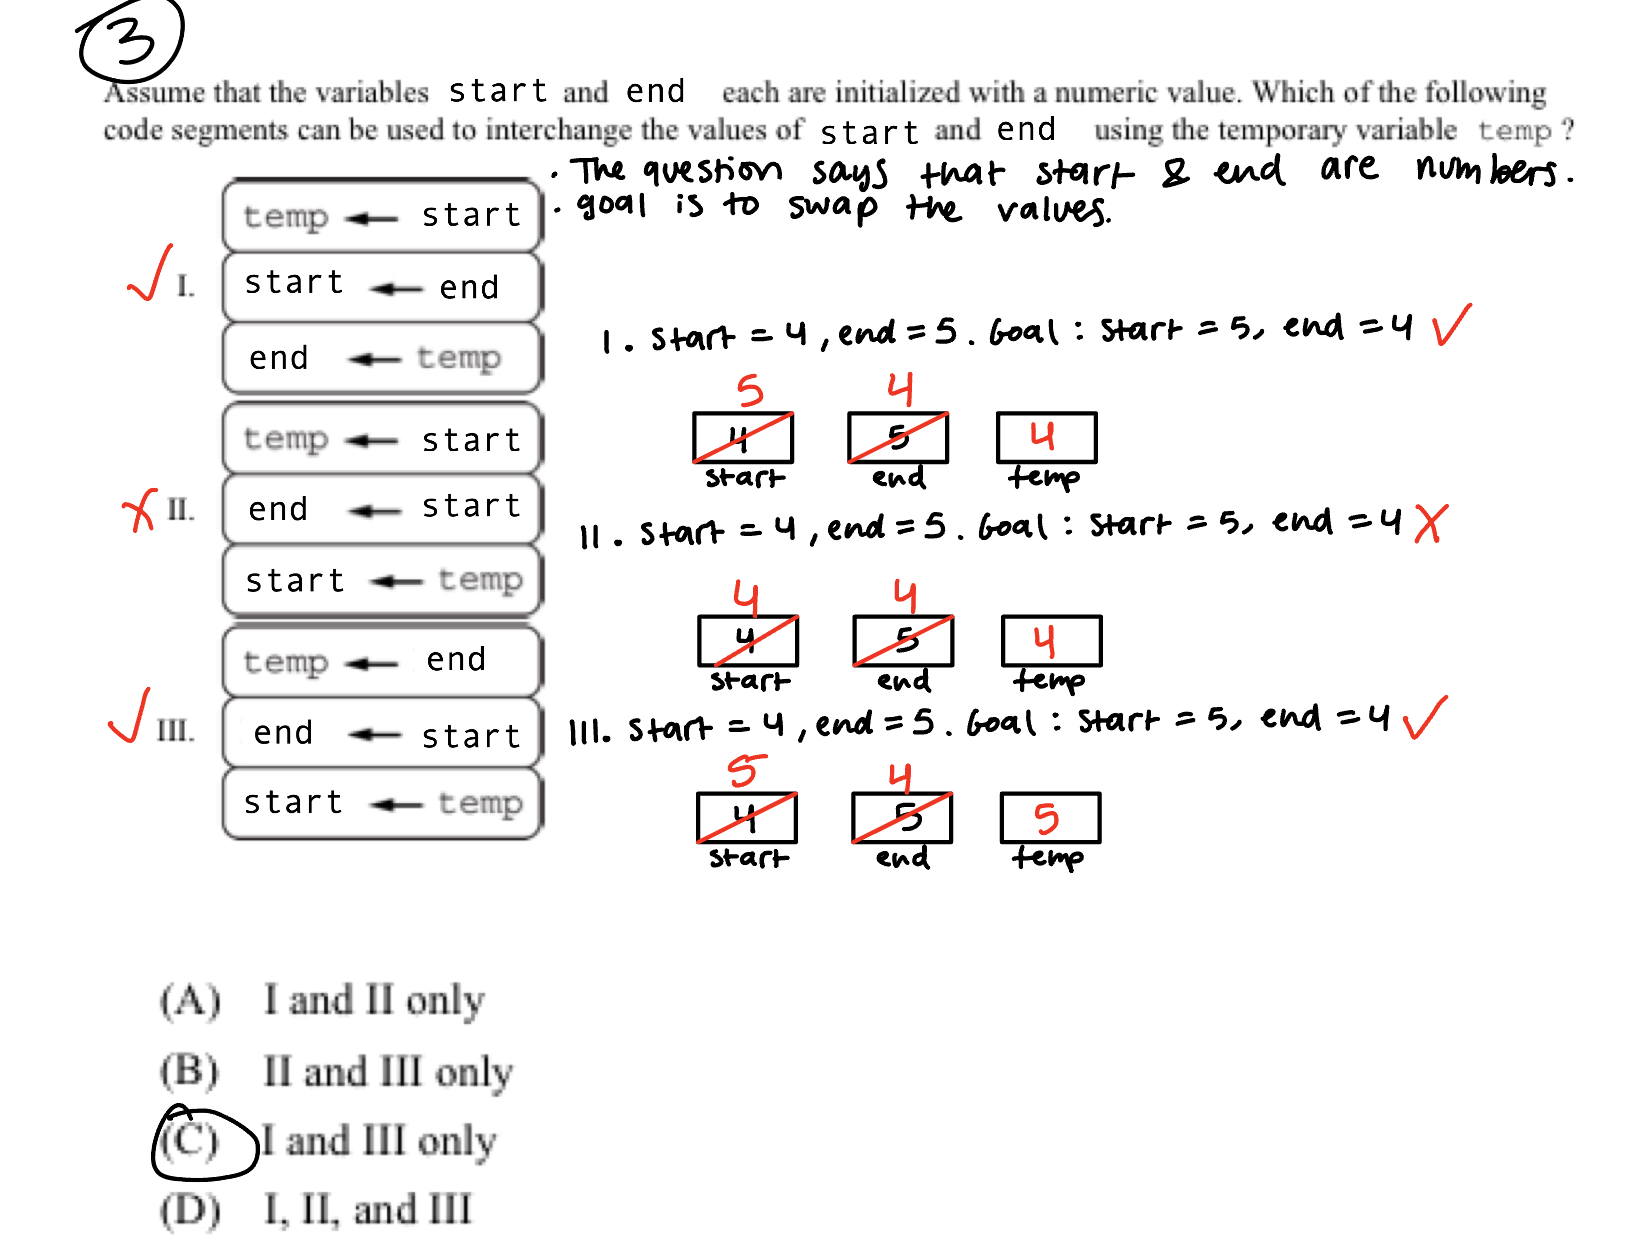 3
Assume that the variables start and end each are initialized with a numeric value. Which of the following
code segments can be used to interchange the values of start and end using the temporary variable temp ?
· The question says that start & end are numbers.
· goal is to swap the values.
temp ← start
✓ I. start ← end
end ← temp
1. Start = 4, end = 5. Goal : Start = 5, end = 4 ✓
5 4
4 5 4
start end temp
temp ← start
X II. end ← start
start ← temp
II. Start = 4, end = 5. Goal : Start = 5, end = 4 X
4 4
4 5 4
start end temp
temp ← end
✓ III. end ← start
start ← temp
III. Start = 4, end = 5. Goal : Start = 5, end = 4 ✓
5 4
4 5 5
start end temp
(A) I and II only
(B) II and III only
(C) I and III only
(D) I, II, and III